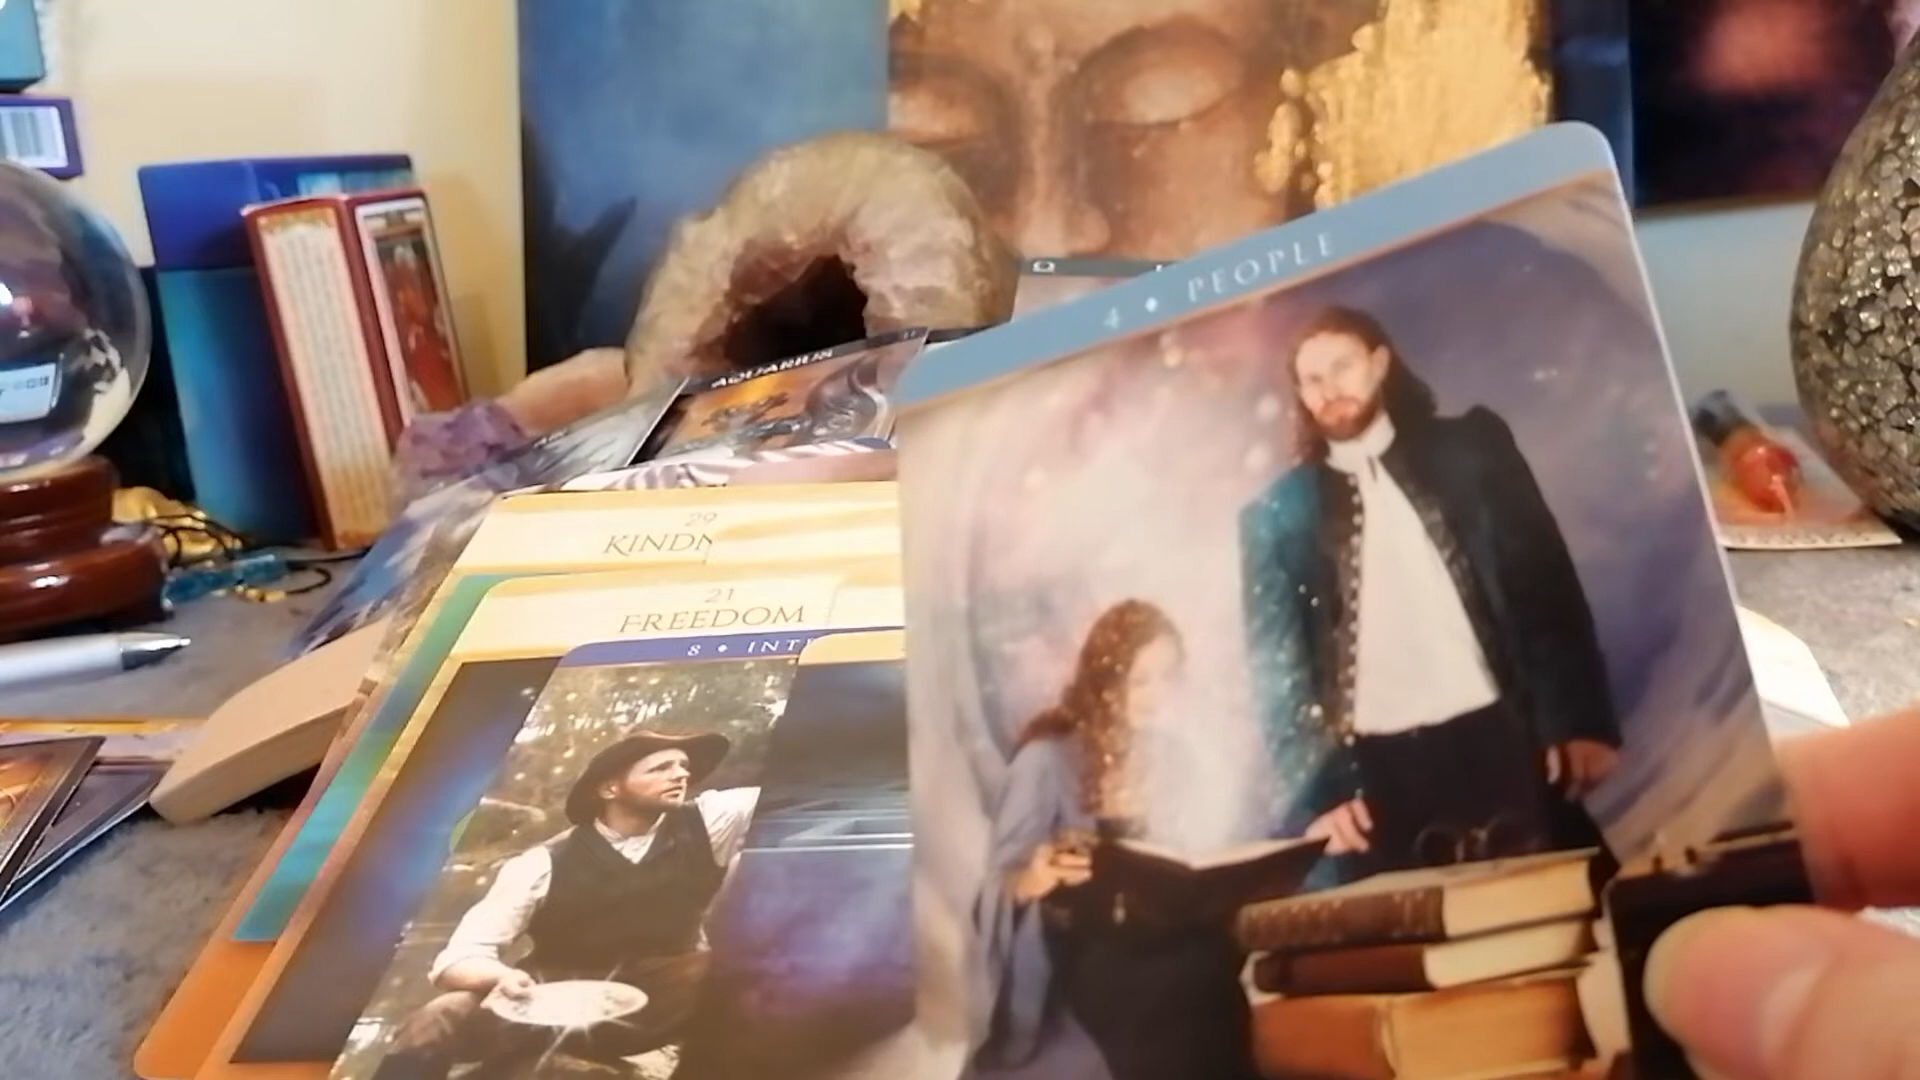 4 • PEOPLE
AQUARIUS
29
KINDN
21
FREEDOM
8 • INT